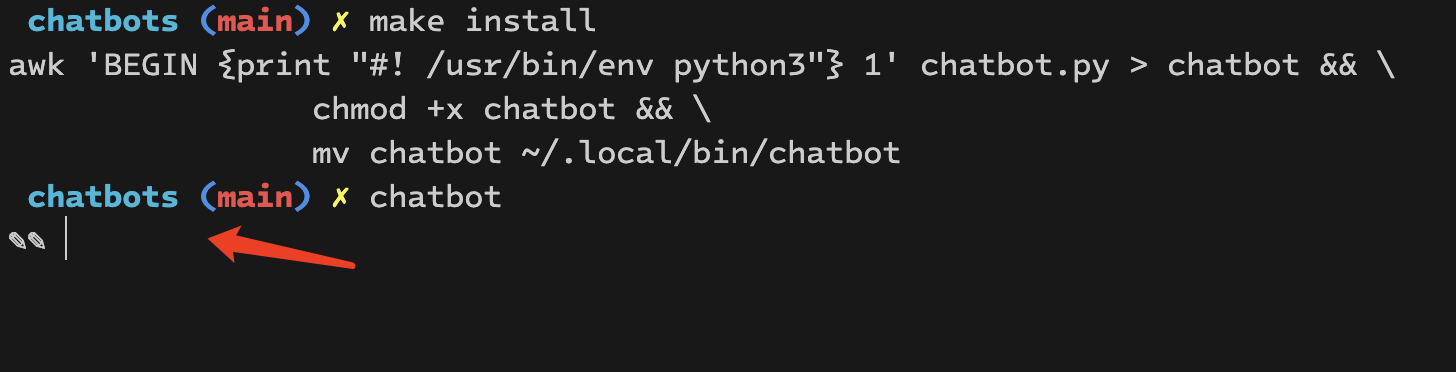 chatbots (main) ✗ make install
awk 'BEGIN {print "#! /usr/bin/env python3"} 1' chatbot.py > chatbot && \
chmod +x chatbot && \
mv chatbot ~/.local/bin/chatbot
chatbots (main) ✗ chatbot
✎✎